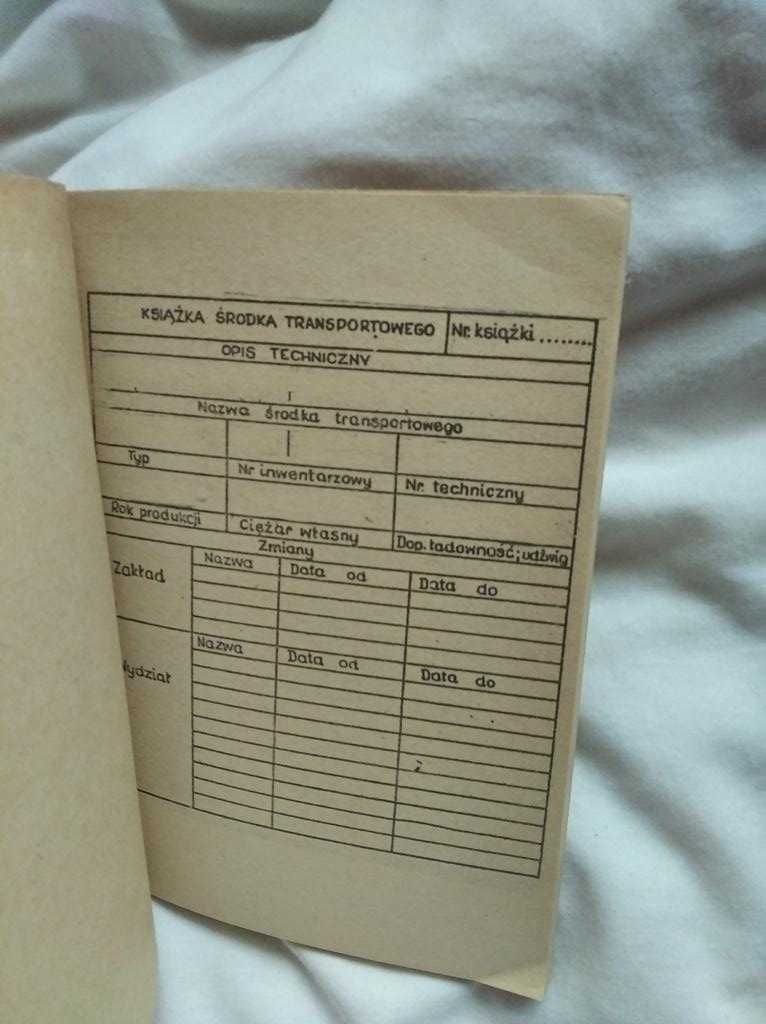 KSIĄŻKA ŚRODKA TRANSPORTOWEGO Nr. książki ........
OPIS TECHNICZNY
Nazwa środka transportowego
Typ Nr inwentarzowy Nr. techniczny
Rok produkcji Ciężar własny Dop. ładowność; udźwig
Zmiany
Zakład Nazwa Data od Data do
Wydział Nazwa Data od Data do